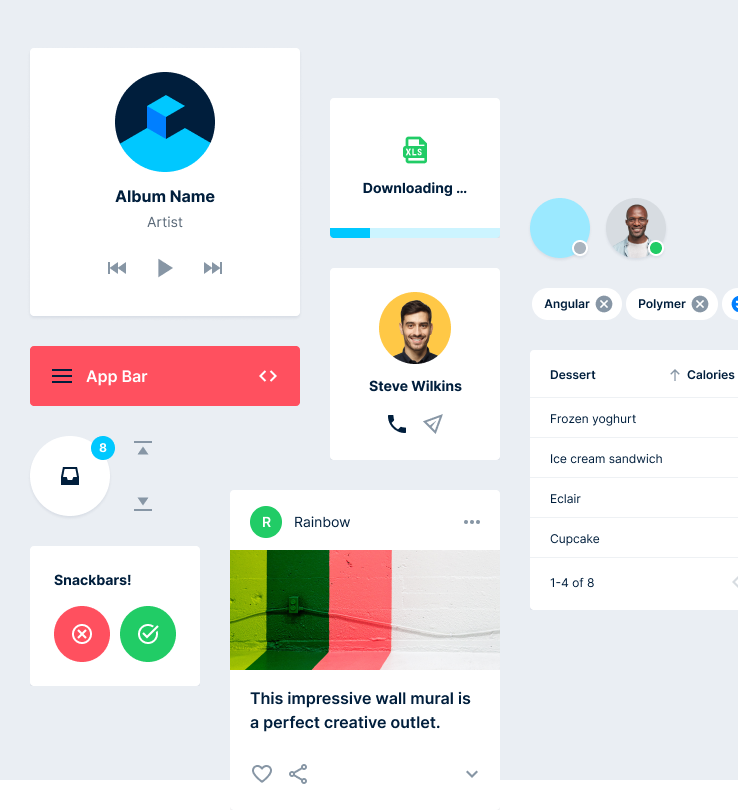 Album Name
Artist
XLS
Downloading ...
Steve Wilkins
Angular
Polymer
App Bar
8
Dessert
Calories
Frozen yoghurt
Ice cream sandwich
Eclair
Cupcake
1-4 of 8
Snackbars!
R
Rainbow
This impressive wall mural is
a perfect creative outlet.